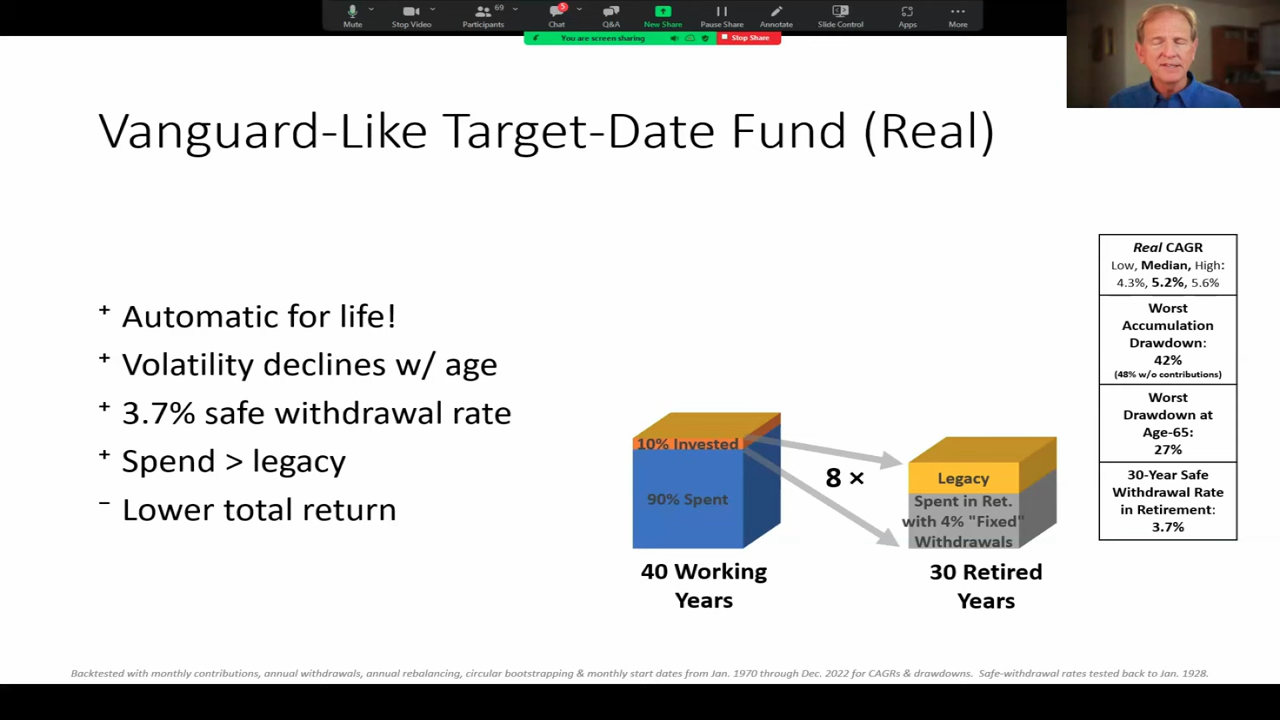 69
5
Mute
Stop Video
Participants
Chat
Q&A
New Share
Pause Share
Annotate
Slide Control
Apps
More
You are screen sharing
Stop Share
Vanguard-Like Target-Date Fund (Real)
+ Automatic for life!
+ Volatility declines w/ age
+ 3.7% safe withdrawal rate
+ Spend > legacy
− Lower total return
10% Invested
90% Spent
40 Working
Years
8 ×
Legacy
Spent in Ret.
with 4% "Fixed"
Withdrawals
30 Retired
Years
Real CAGR
Low, Median, High:
4.3%, 5.2%, 5.6%
Worst
Accumulation
Drawdown:
42%
(48% w/o contributions)
Worst
Drawdown at
Age-65:
27%
30-Year Safe
Withdrawal Rate
in Retirement:
3.7%
Backtested with monthly contributions, annual withdrawals, annual rebalancing, circular bootstrapping & monthly start dates from Jan. 1970 through Dec. 2022 for CAGRs & drawdowns. Safe-withdrawal rates tested back to Jan. 1928.